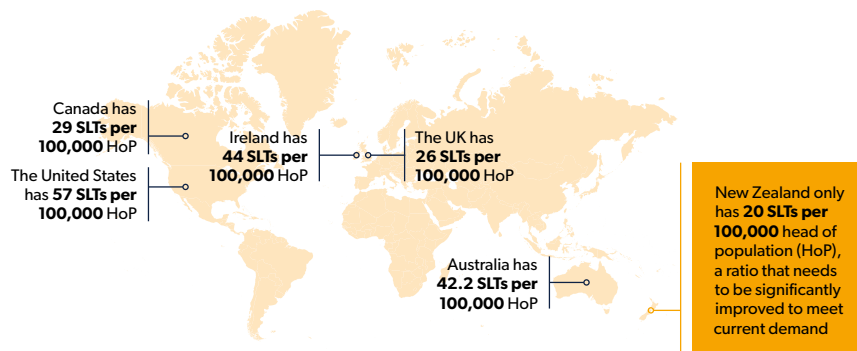 Canada has
29 SLTs per
100,000 HoP
The United States
has 57 SLTs per
100,000 HoP
Ireland has
44 SLTs per
100,000 HoP
The UK has
26 SLTs per
100,000 HoP
Australia has
42.2 SLTs per
100,000 HoP
New Zealand only
has 20 SLTs per
100,000 head of
population (HoP),
a ratio that needs
to be significantly
improved to meet
current demand